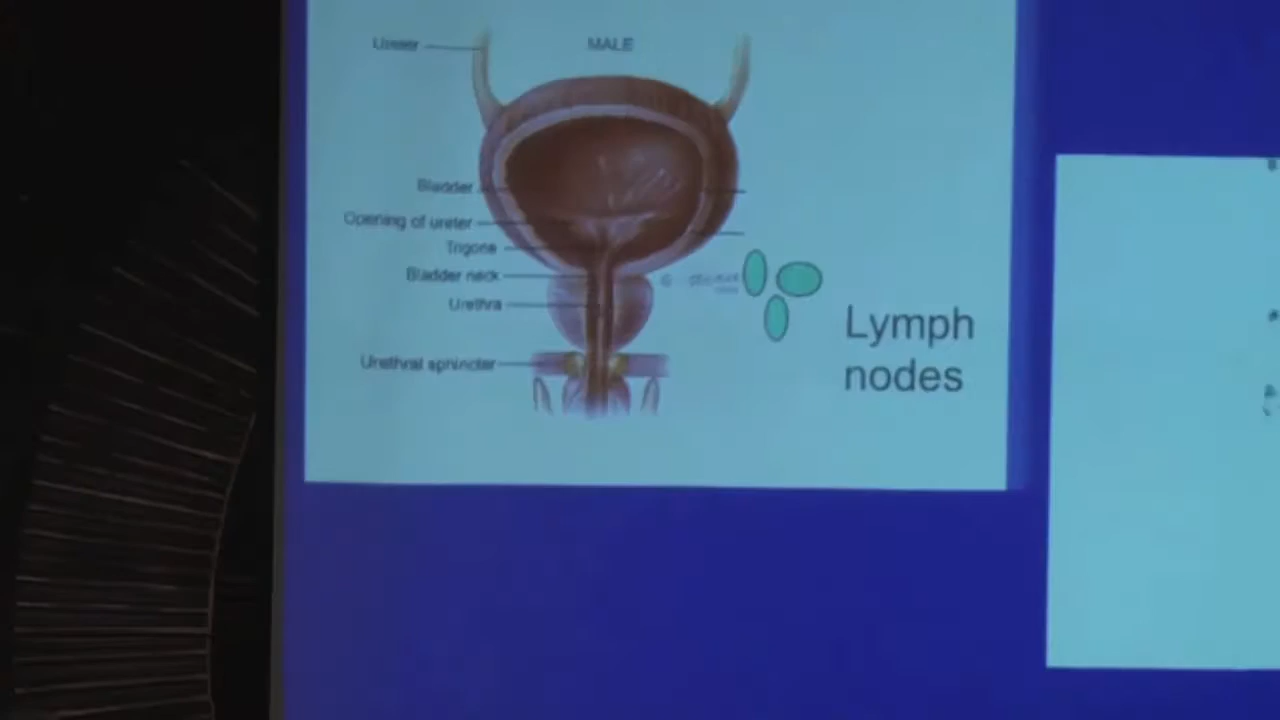 Ureter
MALE
Bladder
Opening of ureter
Trigone
Bladder neck
Urethra
Urethral sphincter
Lymph
nodes